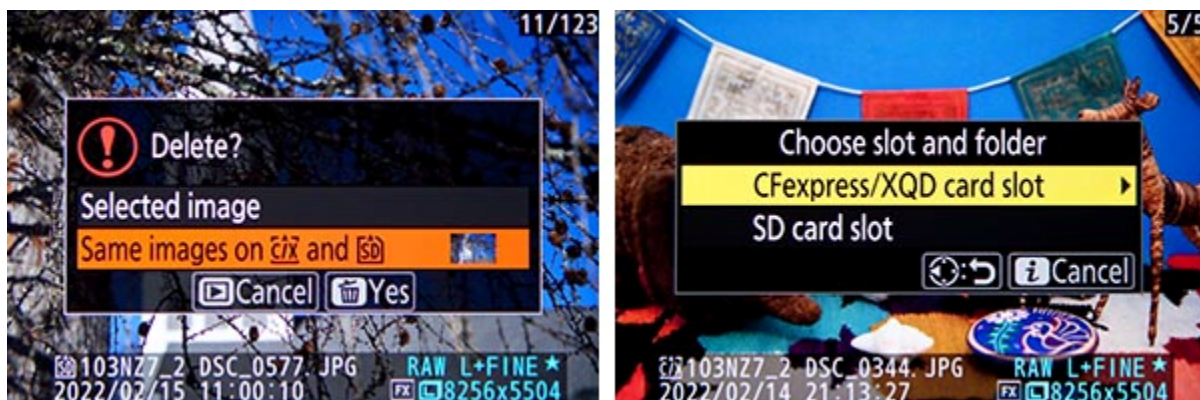 11/123
Delete?
Selected image
Same images on C/X and SD
Cancel Yes
SD 103NZ7_2 DSC_0577.JPG RAW L+FINE★
2022/02/15 11:00:10 FX L 8256x5504
5/5
Choose slot and folder
CFexpress/XQD card slot
SD card slot
: i Cancel
C/X 103NZ7_2 DSC_0344.JPG RAW L+FINE★
2022/02/14 21:13:27 FX L 8256x5504